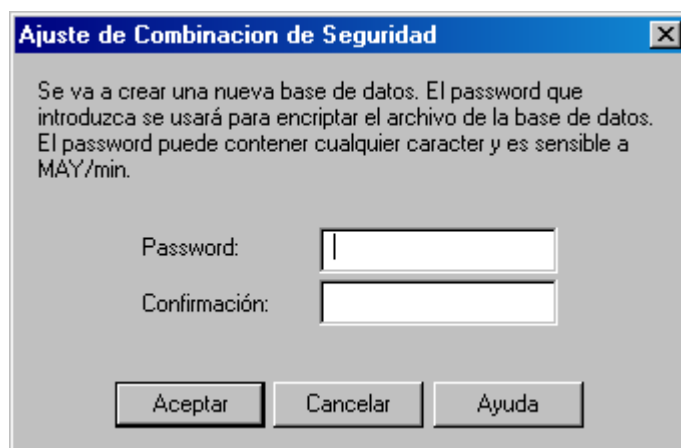 Ajuste de Combinacion de Seguridad
Se va a crear una nueva base de datos. El password que
introduzca se usará para encriptar el archivo de la base de datos.
El password puede contener cualquier caracter y es sensible a
MAY/min.
Password:
Confirmación:
Aceptar Cancelar Ayuda